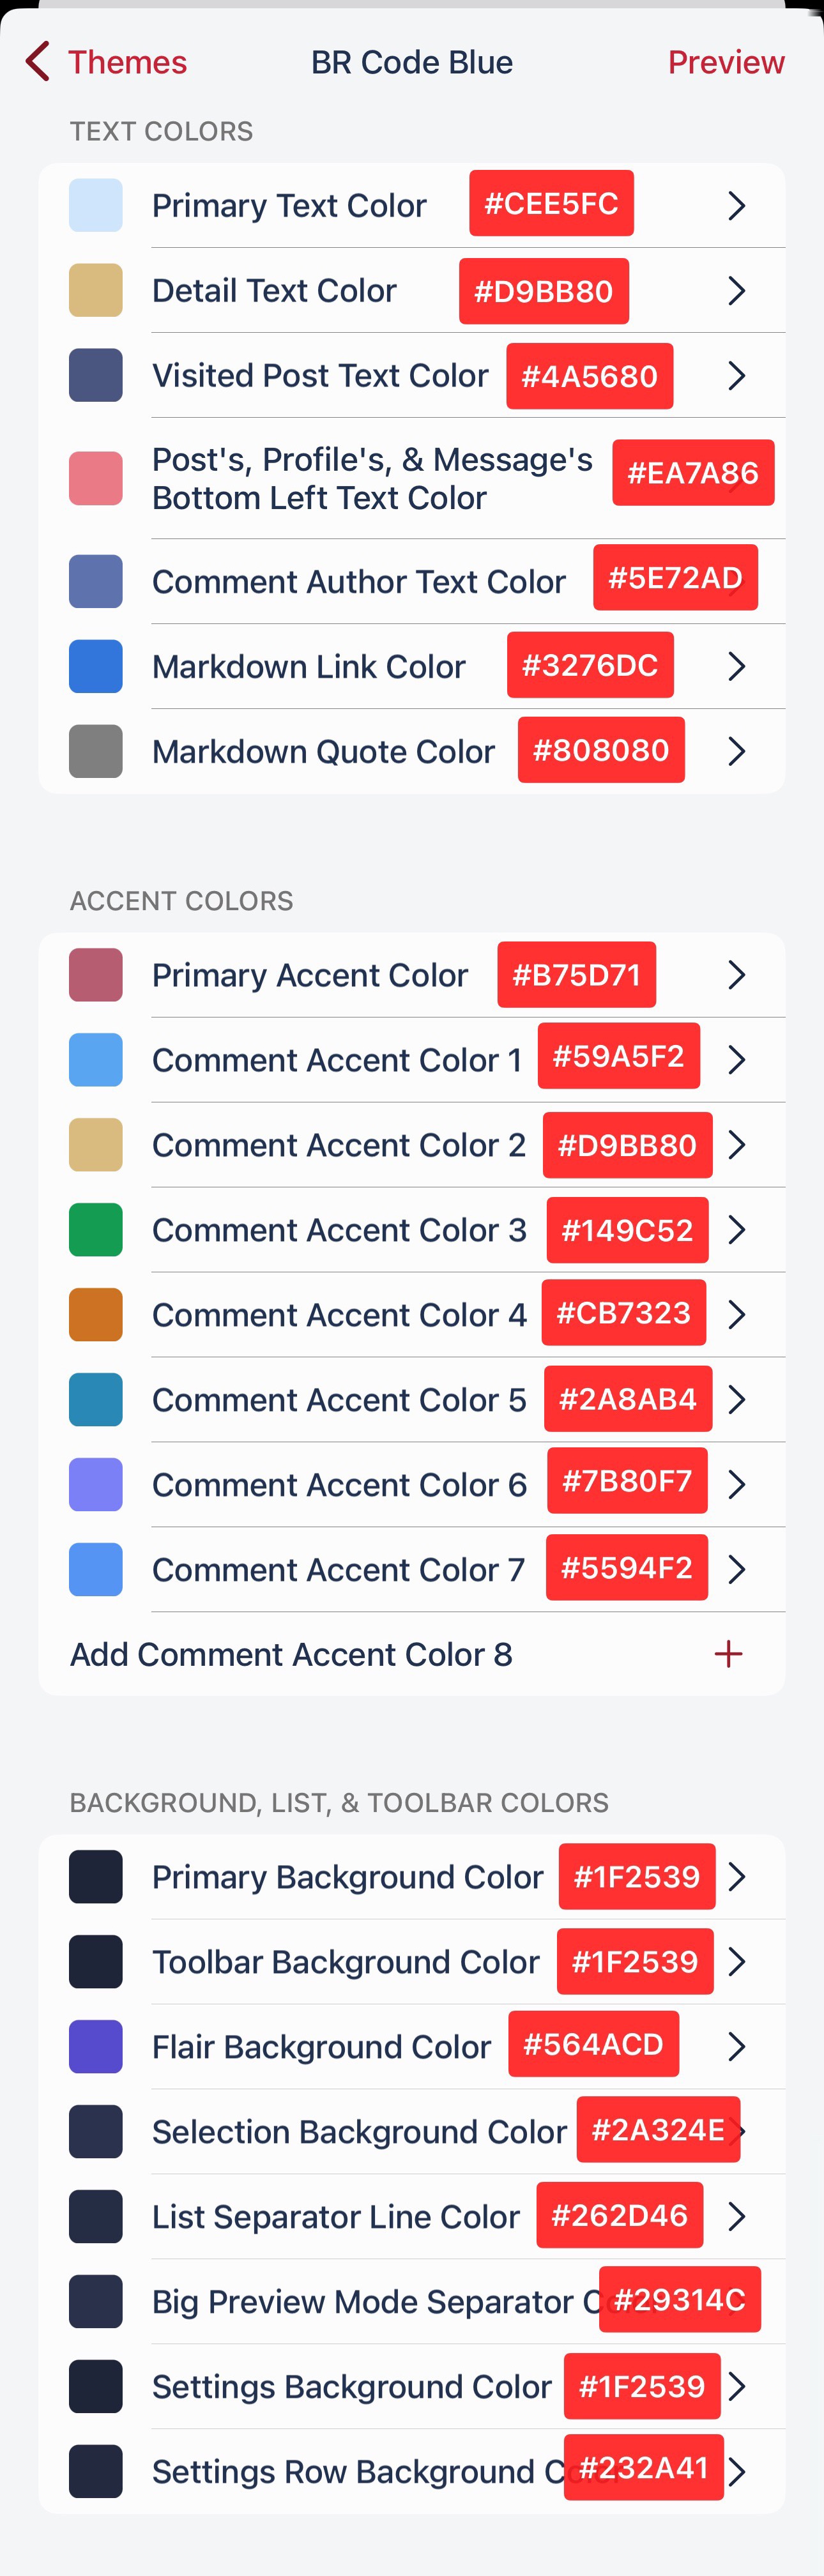 Themes BR Code Blue Preview
TEXT COLORS
Primary Text Color #CEE5FC
Detail Text Color #D9BB80
Visited Post Text Color #4A5680
Post's, Profile's, & Message's
Bottom Left Text Color #EA7A86
Comment Author Text Color #5E72AD
Markdown Link Color #3276DC
Markdown Quote Color #808080
ACCENT COLORS
Primary Accent Color #B75D71
Comment Accent Color 1 #59A5F2
Comment Accent Color 2 #D9BB80
Comment Accent Color 3 #149C52
Comment Accent Color 4 #CB7323
Comment Accent Color 5 #2A8AB4
Comment Accent Color 6 #7B80F7
Comment Accent Color 7 #5594F2
Add Comment Accent Color 8 +
BACKGROUND, LIST, & TOOLBAR COLORS
Primary Background Color #1F2539
Toolbar Background Color #1F2539
Flair Background Color #564ACD
Selection Background Color #2A324E
List Separator Line Color #262D46
Big Preview Mode Separator Color #29314C
Settings Background Color #1F2539
Settings Row Background Color #232A41